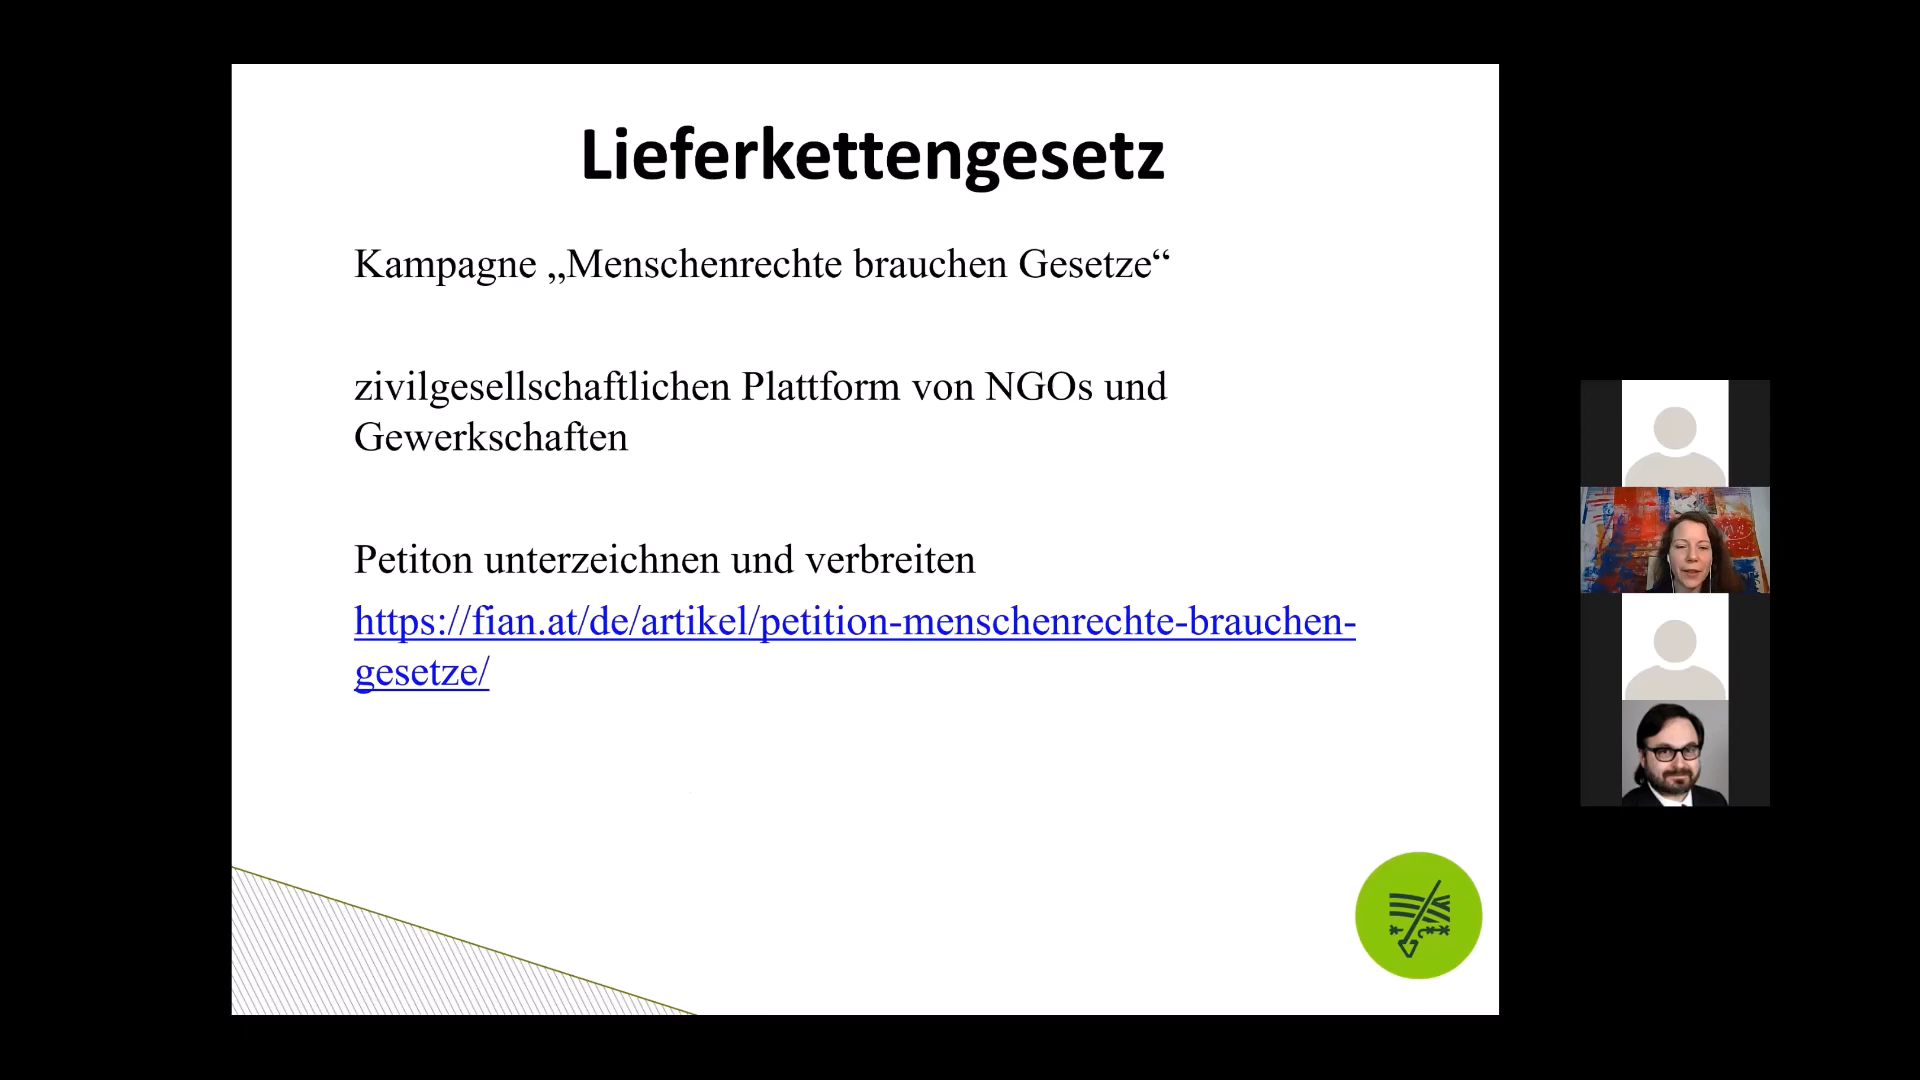 Lieferkettengesetz
Kampagne „Menschenrechte brauchen Gesetze“
zivilgesellschaftlichen Plattform von NGOs und
Gewerkschaften
Petiton unterzeichnen und verbreiten
https://fian.at/de/artikel/petition-menschenrechte-brauchen-
gesetze/